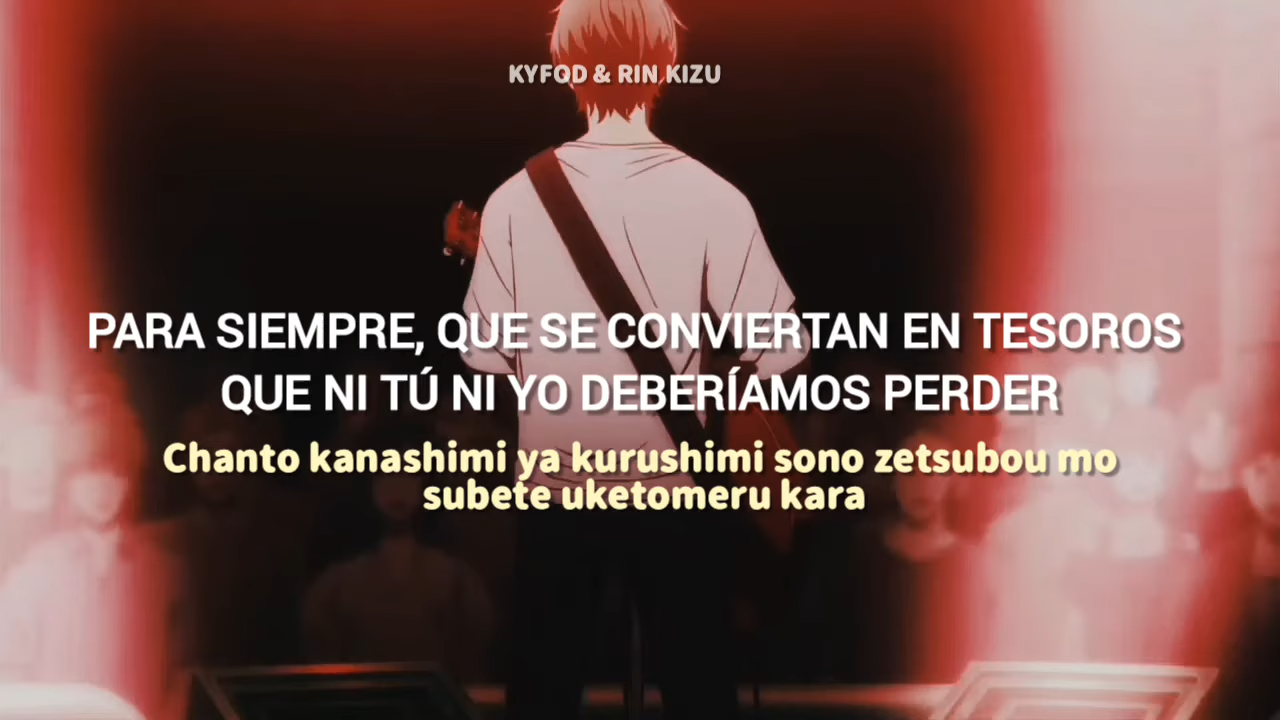 KYFOD & RIN KIZU
PARA SIEMPRE, QUE SE CONVIERTAN EN TESOROS
QUE NI TÚ NI YO DEBERÍAMOS PERDER
Chanto kanashimi ya kurushimi sono zetsubou mo
subete uketomeru kara